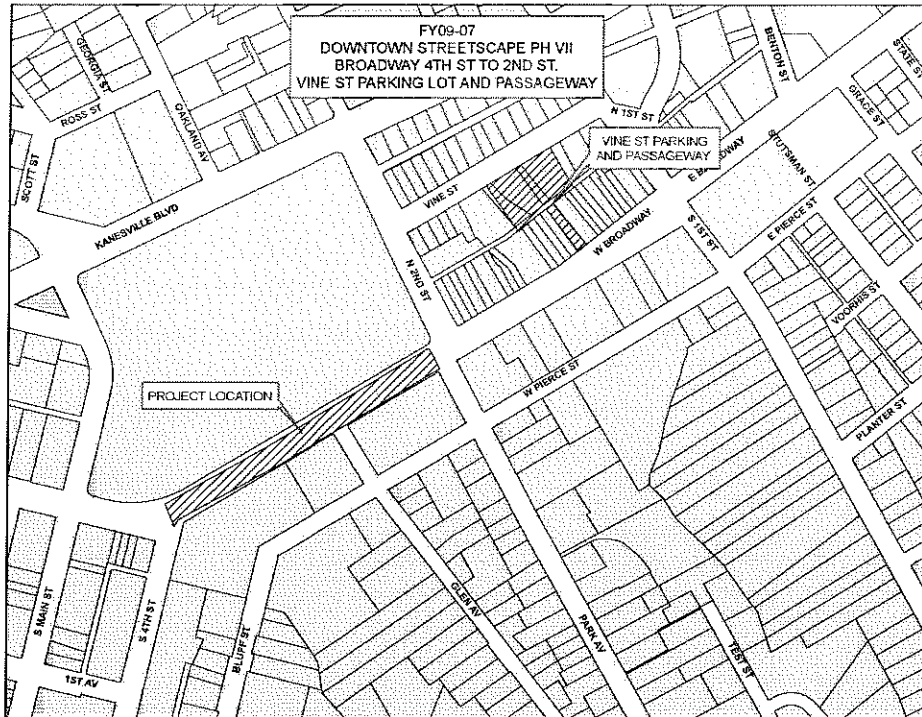 FY09-07
DOWNTOWN STREETSCAPE PH VII
BROADWAY 4TH ST TO 2ND ST.
VINE ST PARKING LOT AND PASSAGEWAY
GEORGIA ST
ROSS ST
OAKLAND AV
SCOTT ST
KANESVILLE BLVD
N 1ST ST
BENTON ST
STATE ST
GRACE ST
VINE ST PARKING
AND PASSAGEWAY
VINE ST
E BROADWAY
STUTSMAN ST
W BROADWAY
S 1ST ST
E PIERCE ST
N 2ND ST
VOORHIS ST
W PIERCE ST
PROJECT LOCATION
PLANTER ST
S MAIN ST
S 4TH ST
BLUFF ST
GLEN AV
PARK AV
TEST ST
1ST AV